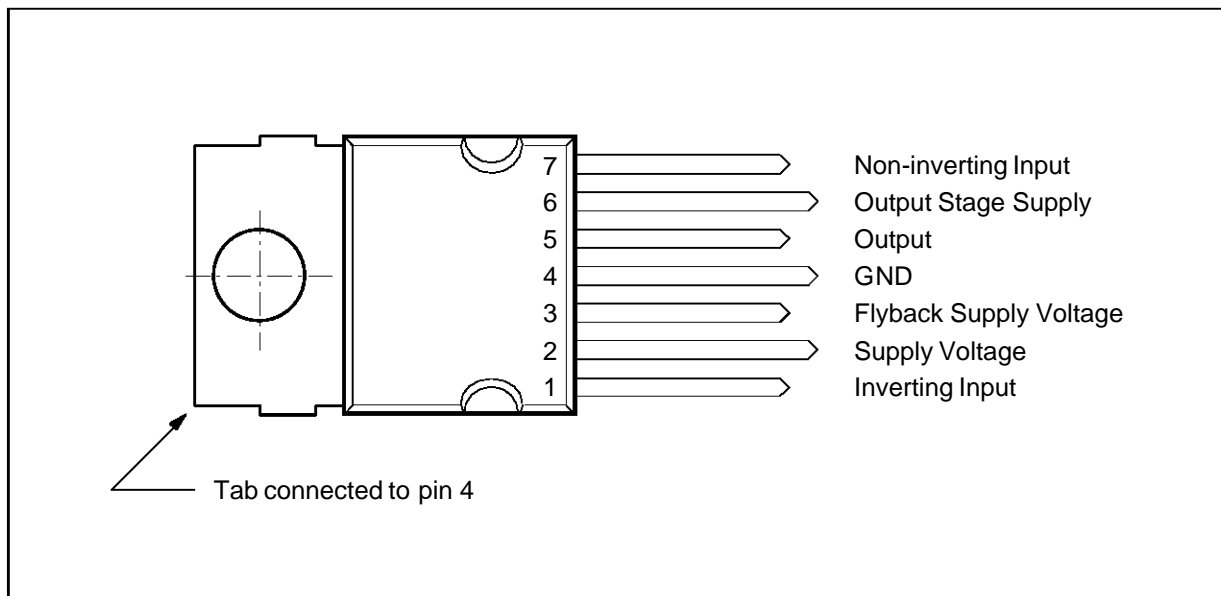 7 Non-inverting Input
6 Output Stage Supply
5 Output
4 GND
3 Flyback Supply Voltage
2 Supply Voltage
1 Inverting Input
Tab connected to pin 4